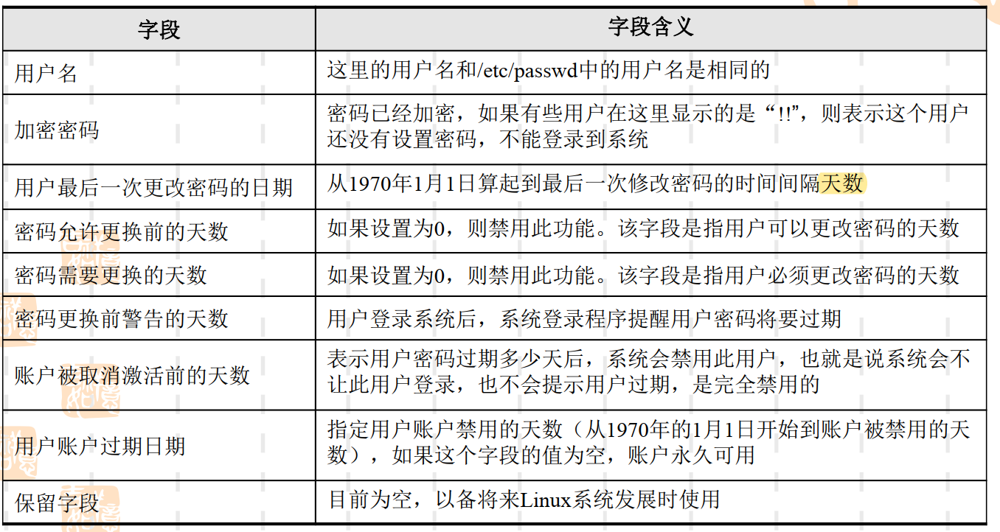 字段
字段含义
用户名
这里的用户名和/etc/passwd中的用户名是相同的
加密密码
密码已经加密，如果有些用户在这里显示的是“!!”，则表示这个用户
还没有设置密码，不能登录到系统
用户最后一次更改密码的日期
从1970年1月1日算起到最后一次修改密码的时间间隔天数
密码允许更换前的天数
如果设置为0，则禁用此功能。该字段是指用户可以更改密码的天数
密码需要更换的天数
如果设置为0，则禁用此功能。该字段是指用户必须更改密码的天数
密码更换前警告的天数
用户登录系统后，系统登录程序提醒用户密码将要过期
账户被取消激活前的天数
表示用户密码过期多少天后，系统会禁用此用户，也就是说系统会不
让此用户登录，也不会提示用户过期，是完全禁用的
用户账户过期日期
指定用户账户禁用的天数（从1970年的1月1日开始到账户被禁用的天
数），如果这个字段的值为空，账户永久可用
保留字段
目前为空，以备将来Linux系统发展时使用